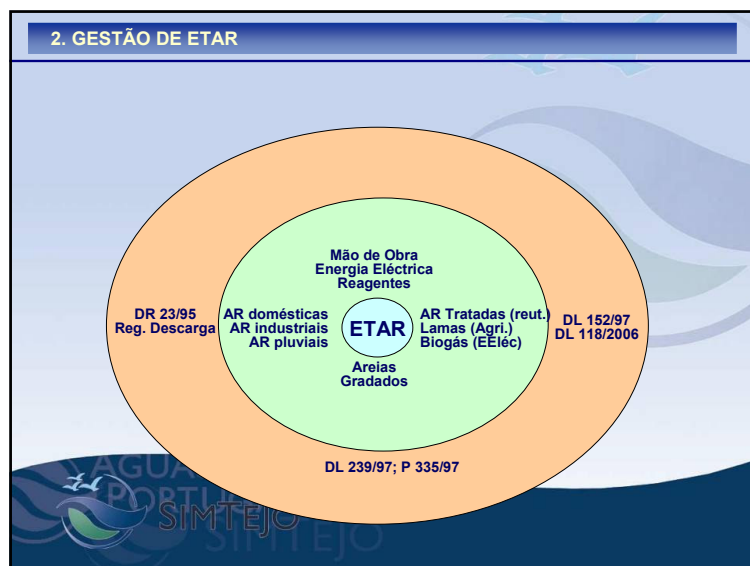 2. GESTÃO DE ETAR
Mão de Obra
Energia Eléctrica
Reagentes
DR 23/95
Reg. Descarga
AR domésticas
AR industriais
AR pluviais
ETAR
AR Tratadas (reut.)
Lamas (Agri.)
Biogás (EEléc)
DL 152/97
DL 118/2006
Areias
Gradados
DL 239/97; P 335/97
SIMTEJO
SIMTEJO